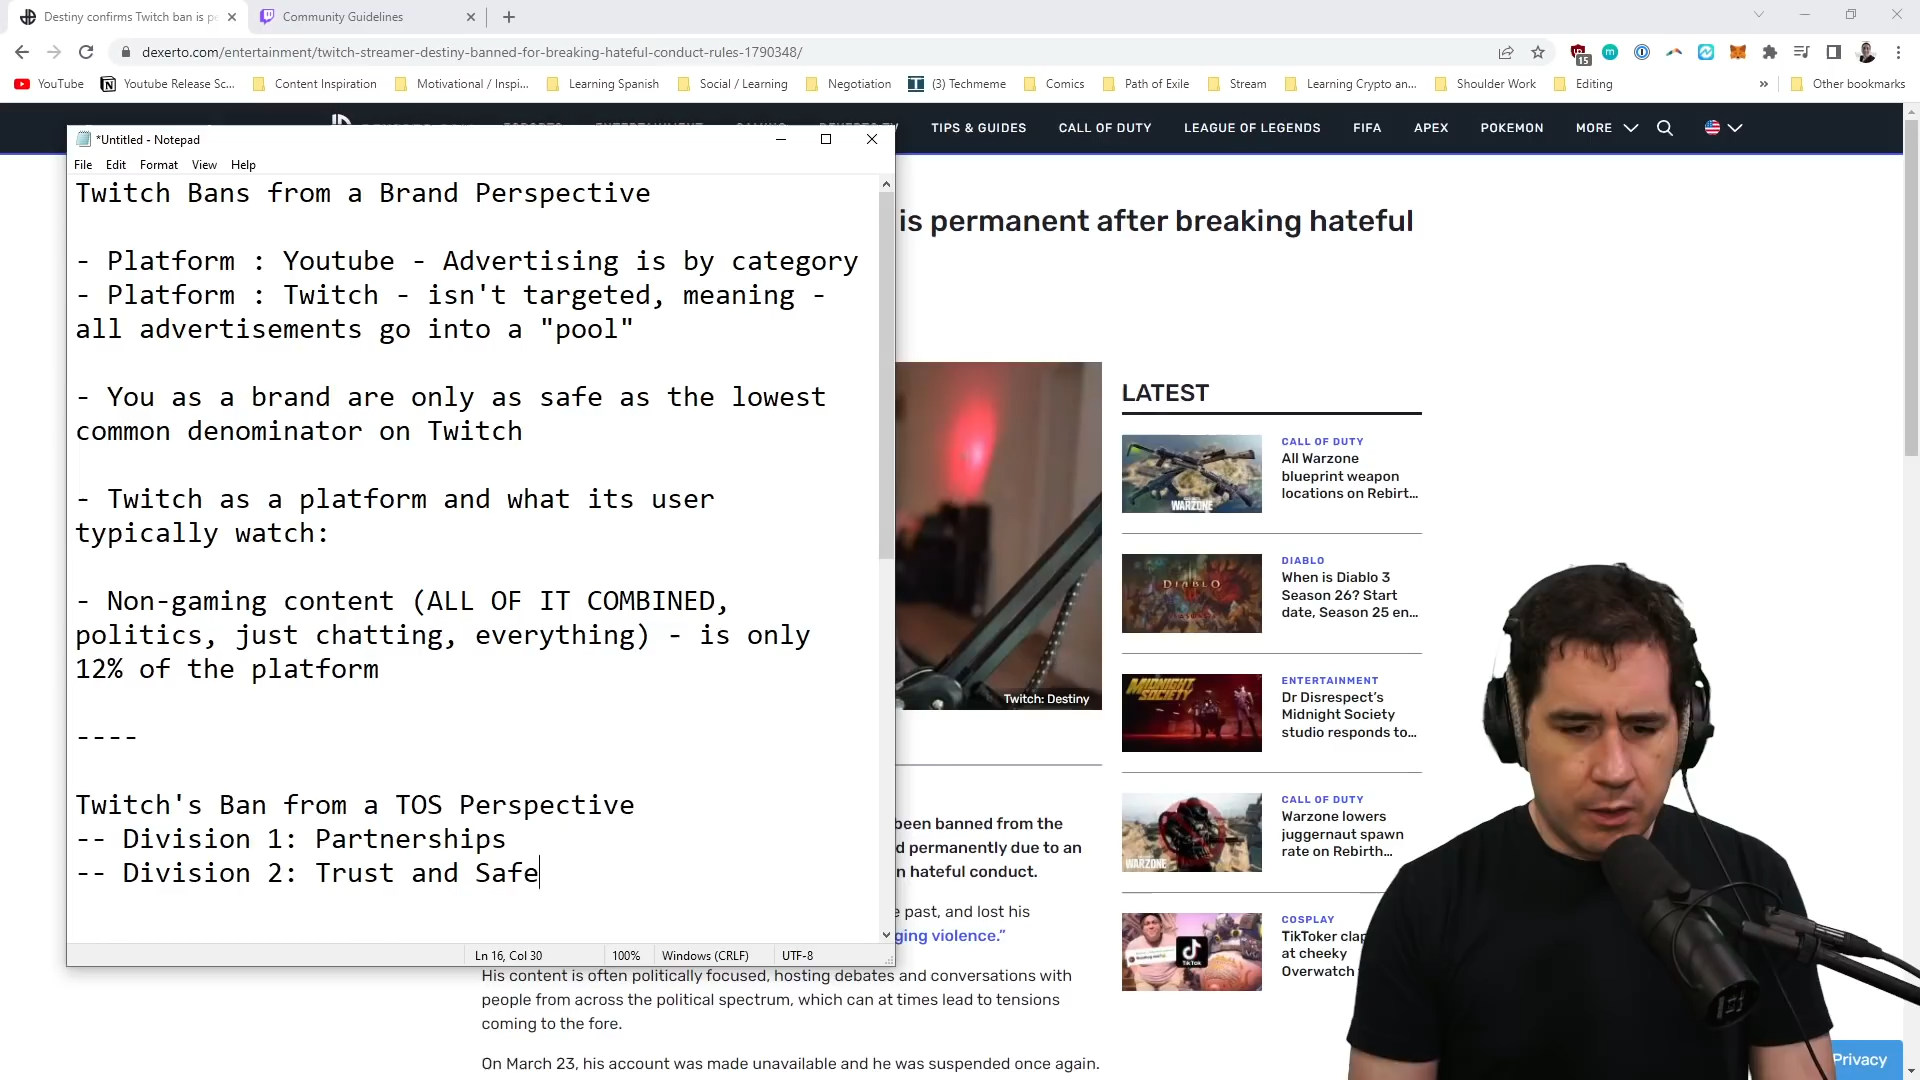 Destiny confirms Twitch ban is pe
Community Guidelines
dexerto.com/entertainment/twitch-streamer-destiny-banned-for-breaking-hateful-conduct-rules-1790348/
15
YouTube
Youtube Release Sc...
Content Inspiration
Motivational / Inspi...
Learning Spanish
Social / Learning
Negotiation
(3) Techmeme
Comics
Path of Exile
Stream
Learning Crypto an...
Shoulder Work
Editing
»
Other bookmarks
TIPS & GUIDES
CALL OF DUTY
LEAGUE OF LEGENDS
FIFA
APEX
POKEMON
MORE
*Untitled - Notepad
File Edit Format View Help
Twitch Bans from a Brand Perspective
- Platform : Youtube - Advertising is by category
- Platform : Twitch - isn't targeted, meaning -
all advertisements go into a "pool"
- You as a brand are only as safe as the lowest
common denominator on Twitch
- Twitch as a platform and what its user
typically watch:
- Non-gaming content (ALL OF IT COMBINED,
politics, just chatting, everything) - is only
12% of the platform
----
Twitch's Ban from a TOS Perspective
-- Division 1: Partnerships
-- Division 2: Trust and Safe
Ln 16, Col 30
100%
Windows (CRLF)
UTF-8
is permanent after breaking hateful
Twitch: Destiny
been banned from the
d permanently due to an
n hateful conduct.
e past, and lost his
ging violence.”
His content is often politically focused, hosting debates and conversations with
people from across the political spectrum, which can at times lead to tensions
coming to the fore.
On March 23, his account was made unavailable and he was suspended once again.
LATEST
WARZONE
CALL OF DUTY
All Warzone
blueprint weapon
locations on Rebirt...
DIABLO
DIABLO
When is Diablo 3
Season 26? Start
date, Season 25 en...
MIDNIGHT
SOCIETY
ENTERTAINMENT
Dr Disrespect’s
Midnight Society
studio responds to...
WARZONE
CALL OF DUTY
Warzone lowers
juggernaut spawn
rate on Rebirth...
TikTok
COSPLAY
TikToker clap
at cheeky
Overwatch
Privacy